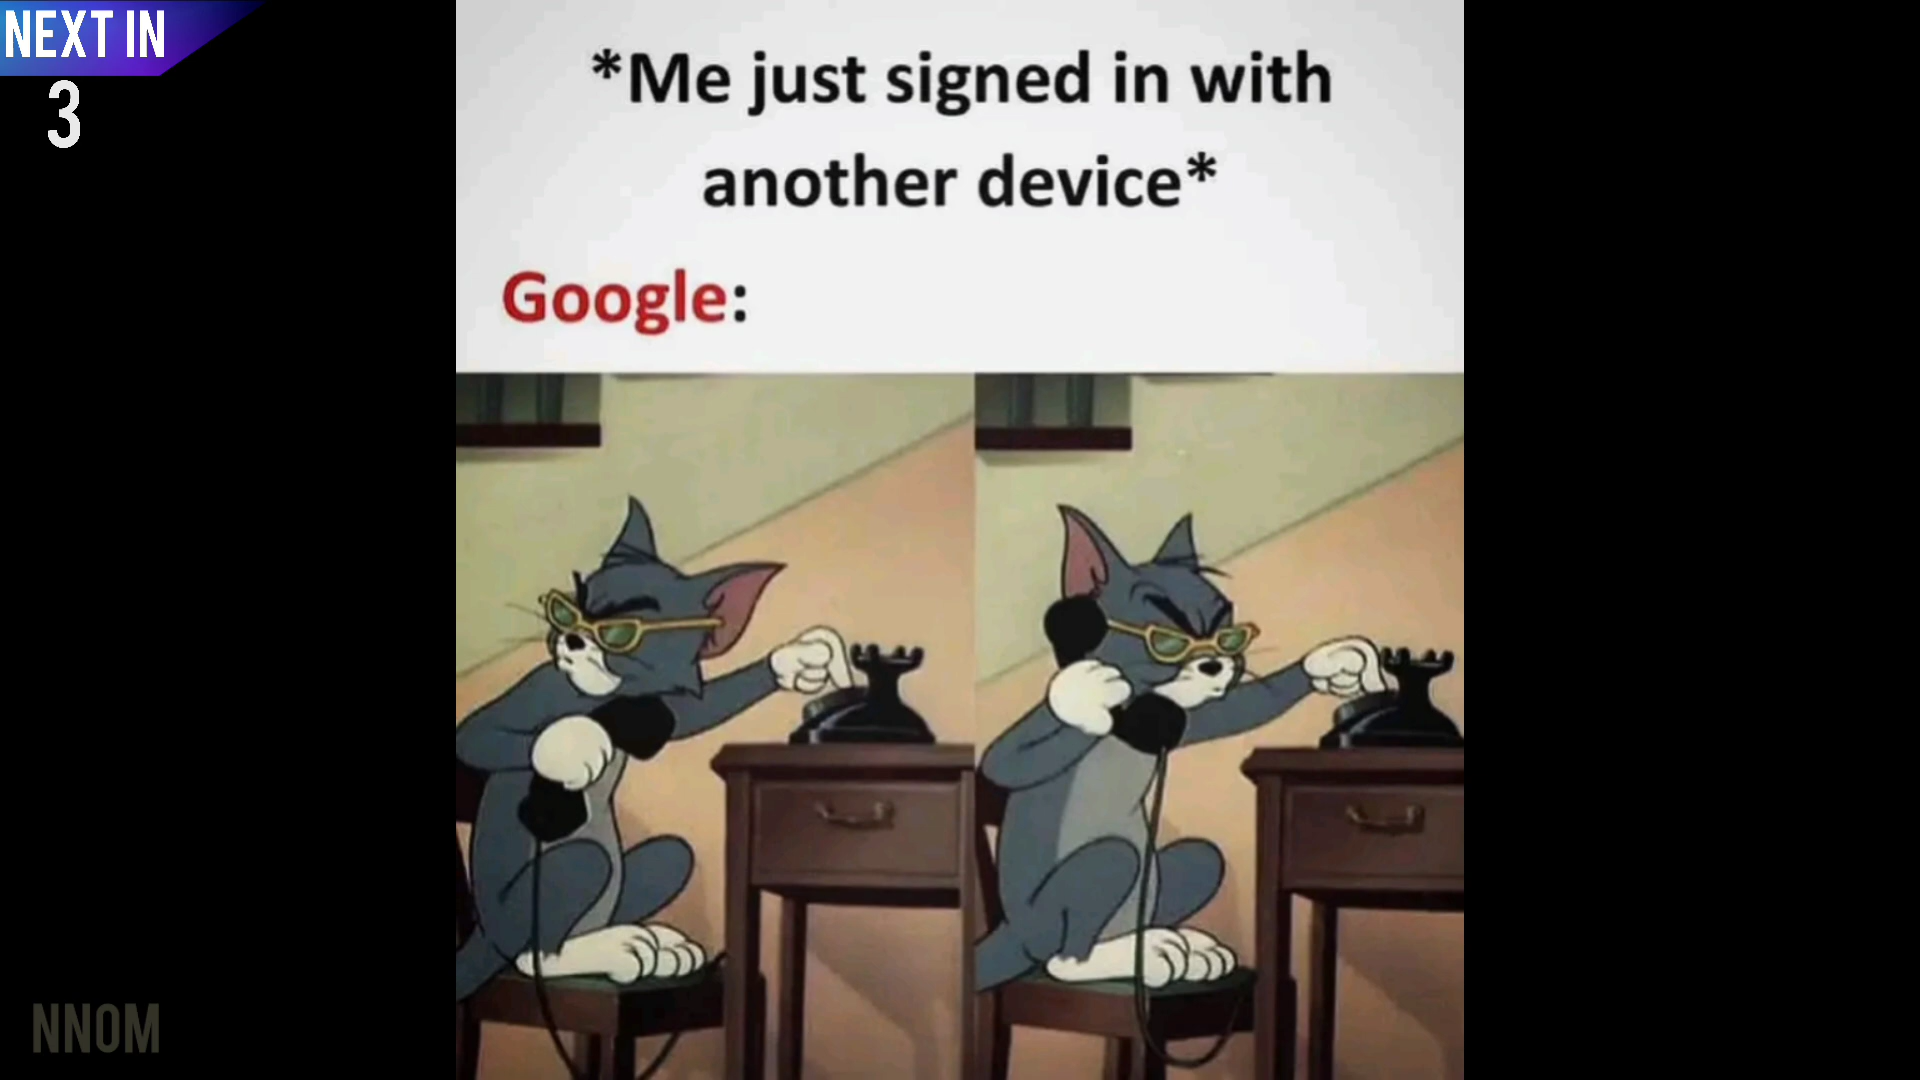 NEXT IN
3
*Me just signed in with
another device*
Google:
NNOM